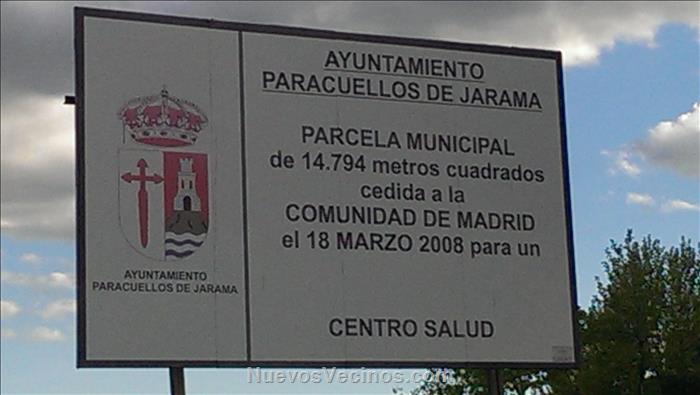 AYUNTAMIENTO
PARACUELLOS DE JARAMA
PARCELA MUNICIPAL
de 14.794 metros cuadrados
cedida a la
COMUNIDAD DE MADRID
el 18 MARZO 2008 para un
CENTRO SALUD
AYUNTAMIENTO
PARACUELLOS DE JARAMA
NuevosVecinos.com